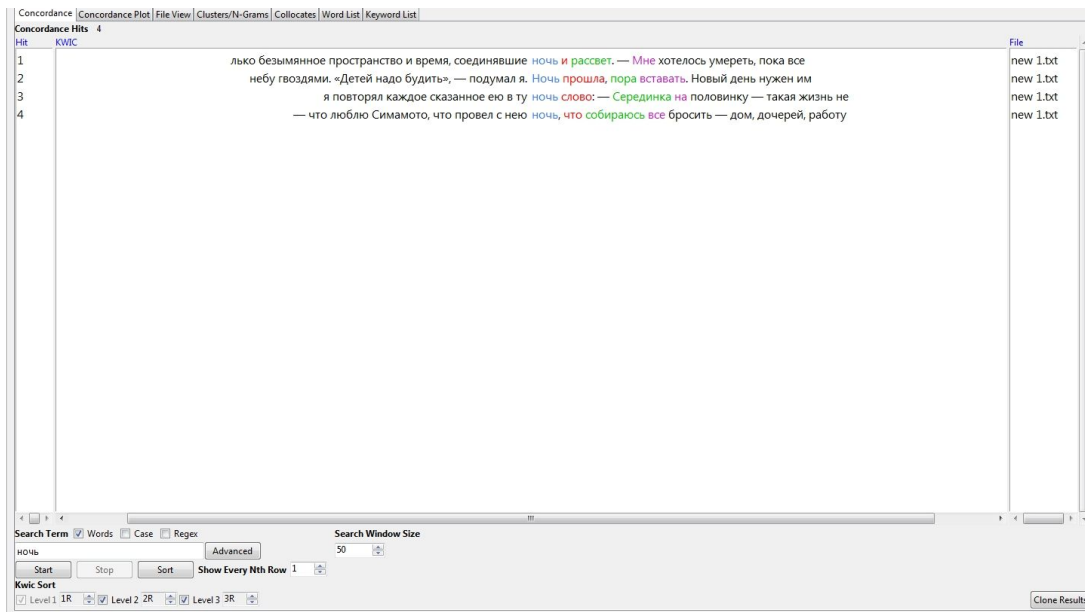 Concordance Concordance Plot File View Clusters/N-Grams Collocates Word List Keyword List
Concordance Hits 4
Hit KWIC File
1 лько безымянное пространство и время, соединявшие ночь и рассвет. — Мне хотелось умереть, пока все new 1.txt
2 небу гвоздями. «Детей надо будить», — подумал я. Ночь прошла, пора вставать. Новый день нужен им new 1.txt
3 я повторял каждое сказанное ею в ту ночь слово: — Серединка на половинку — такая жизнь не new 1.txt
4 — что люблю Симамото, что провел с нею ночь, что собираюсь все бросить — дом, дочерей, работу new 1.txt
Search Term Words Case Regex Search Window Size
ночь Advanced 50
Start Stop Sort Show Every Nth Row 1
Kwic Sort
Level 1 1R Level 2 2R Level 3 3R Clone Results